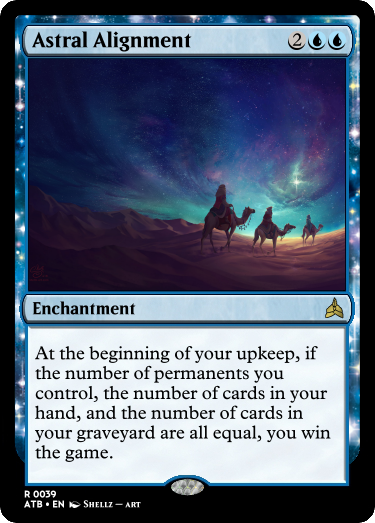 Astral Alignment 2
Enchantment
At the beginning of your upkeep, if
the number of permanents you
control, the number of cards in your
hand, and the number of cards in
your graveyard are all equal, you win
the game.
R 0039
ATB • EN Shellz — art